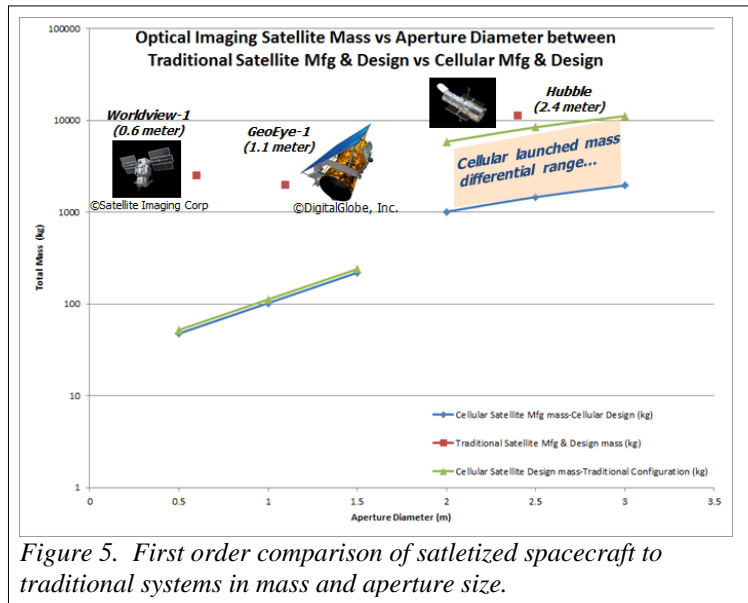 Optical Imaging Satellite Mass vs Aperture Diameter between
Traditional Satellite Mfg & Design vs Cellular Mfg & Design
100000
10000
1000
100
10
1
Total Mass (kg)
Worldview-1
(0.6 meter)
©Satellite Imaging Corp
GeoEye-1
(1.1 meter)
©DigitalGlobe, Inc.
Hubble
(2.4 meter)
Cellular launched mass
differential range...
Cellular Satellite Mfg mass-Cellular Design (kg)
Traditional Satellite Mfg & Design mass (kg)
Cellular Satellite Design mass-Traditional Configuration (kg)
0 0.5 1 1.5 2 2.5 3 3.5
Aperture Diameter (m)
Figure 5. First order comparison of satletized spacecraft to
traditional systems in mass and aperture size.